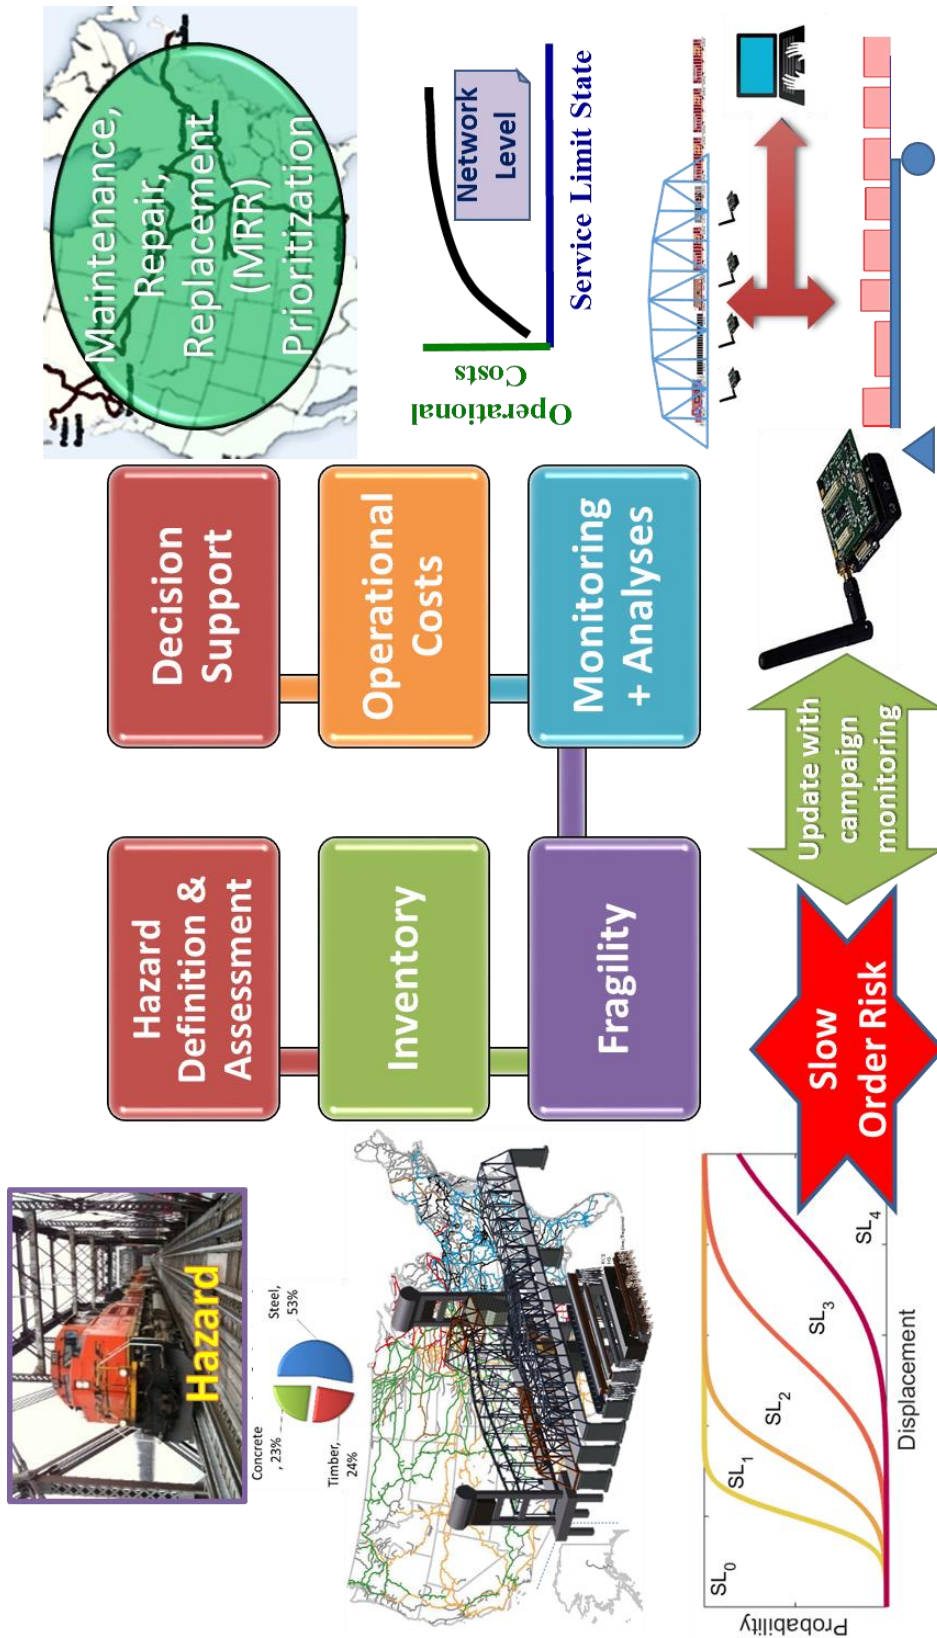 Hazard
Steel,
53%
Concrete
, 23%
Timber,
24%
Probability
SL0
SL1
SL2
SL3
SL4
Displacement
Hazard
Definition &
Assessment
Inventory
Fragility
Slow
Order Risk
Update with
campaign
monitoring
Decision
Support
Operational
Costs
Monitoring
+ Analyses
Maintenance,
Repair,
Replacement
(MRR)
Prioritization
Operational
Costs
Network
Level
Service Limit State